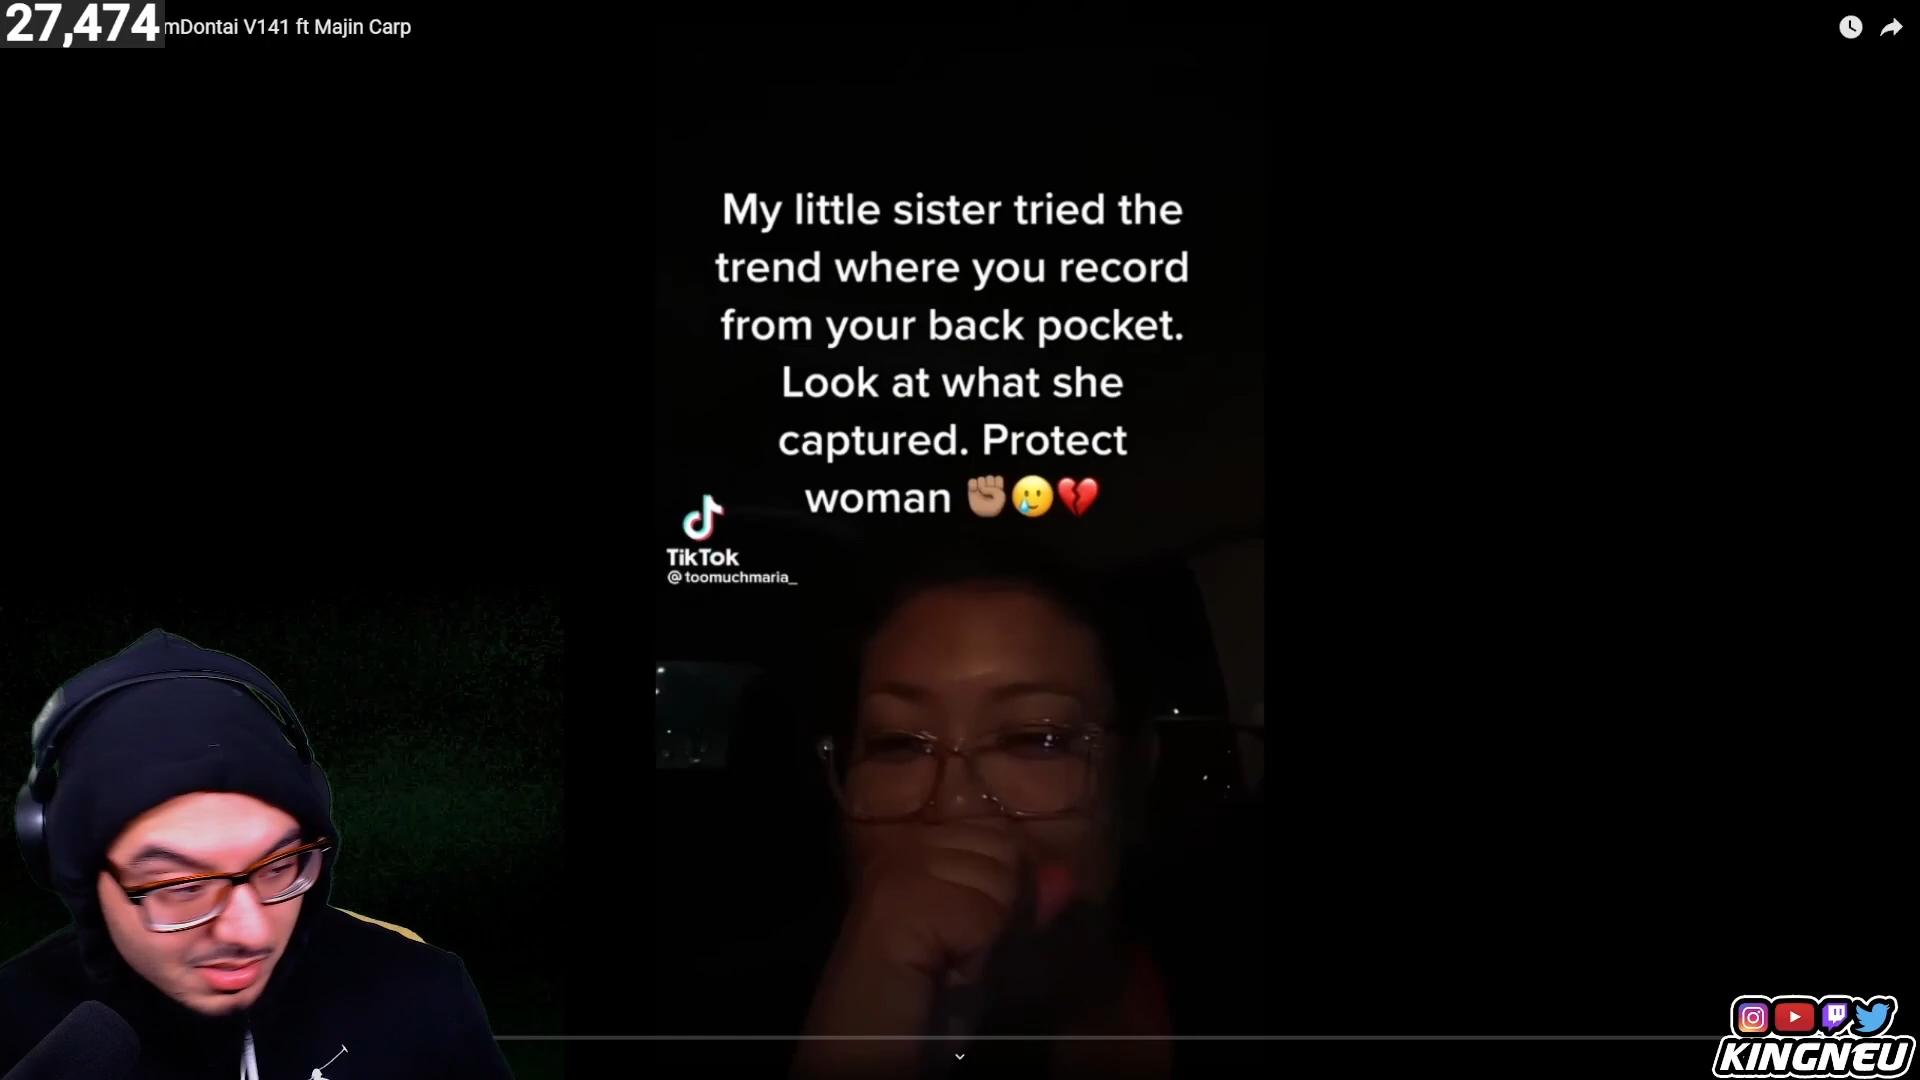 27,474
mDontai V141 ft Majin Carp
My little sister tried the
trend where you record
from your back pocket.
Look at what she
captured. Protect
woman ✊🏽🥲💔
TikTok
@toomuchmaria_
KINGNEU